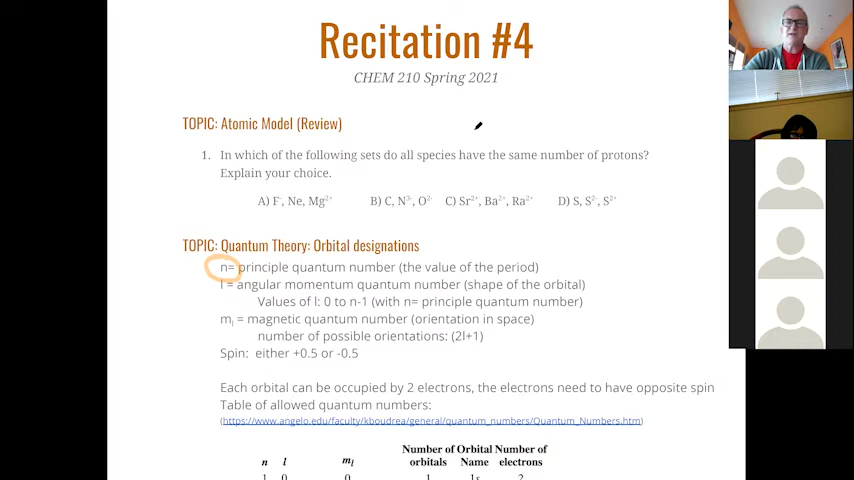 Recitation #4
CHEM 210 Spring 2021
TOPIC: Atomic Model (Review)
1. In which of the following sets do all species have the same number of protons?
Explain your choice.
A) F⁻, Ne, Mg²⁺ B) C, N³⁻, O²⁻ C) Sr²⁺, Ba²⁺, Ra²⁺ D) S, S²⁻, S²⁺
TOPIC: Quantum Theory: Orbital designations
n= principle quantum number (the value of the period)
l = angular momentum quantum number (shape of the orbital)
Values of l: 0 to n-1 (with n= principle quantum number)
mₗ = magnetic quantum number (orientation in space)
number of possible orientations: (2l+1)
Spin: either +0.5 or -0.5
Each orbital can be occupied by 2 electrons, the electrons need to have opposite spin
Table of allowed quantum numbers:
(https://www.angelo.edu/faculty/kboudrea/general/quantum_numbers/Quantum_Numbers.htm)
Number of Orbital Number of
n l mₗ orbitals Name electrons
1 0 0 1 1s 2